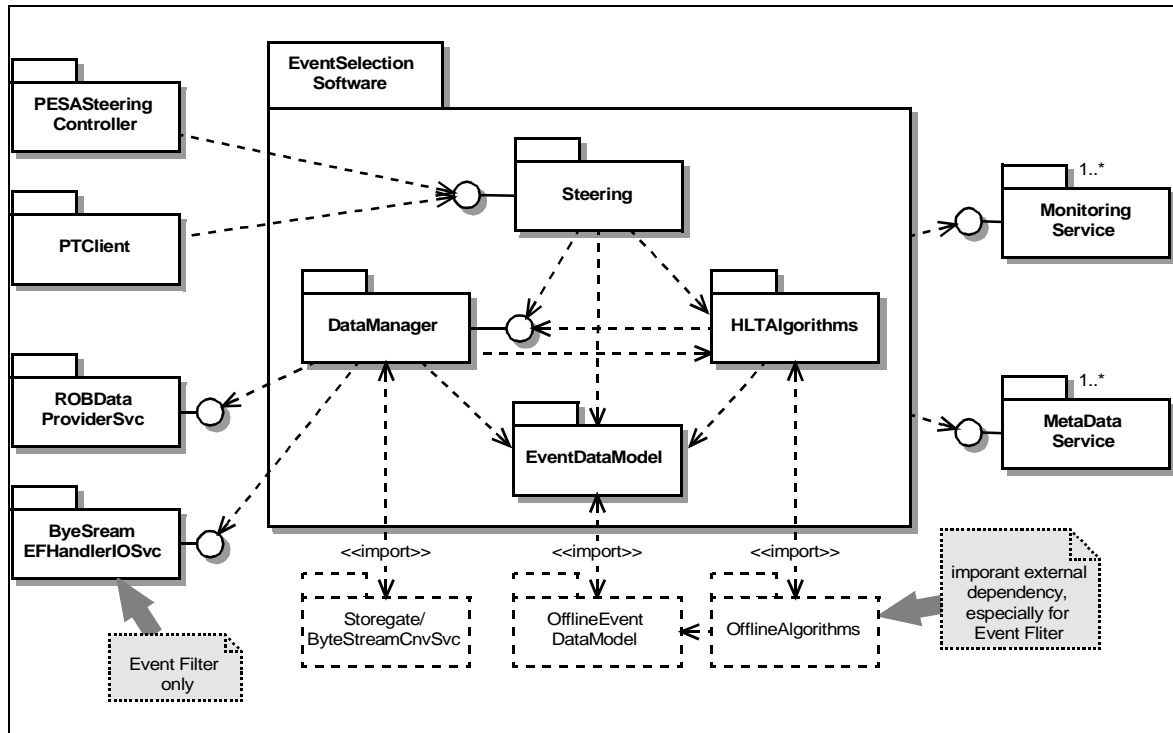 EventSelection
Software
PESASteering
Controller
Steering
1..*
Monitoring
Service
PTClient
DataManager
HLTAlgorithms
ROBData
ProviderSvc
1..*
MetaData
Service
EventDataModel
ByeSream
EFHandlerIOSvc
<<import>>
<<import>>
<<import>>
imporant external
dependency,
especially for
Event Fliter
Storegate/
ByteStreamCnvSvc
OfflineEvent
DataModel
OfflineAlgorithms
Event Filter
only